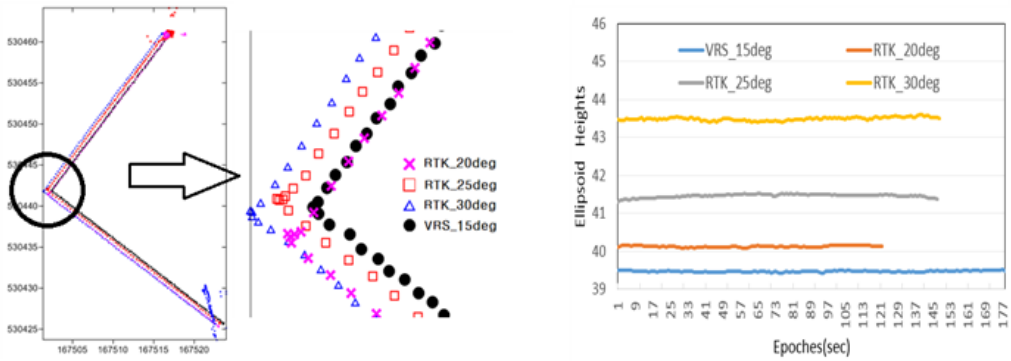 530460
530455
530450
530445
530440
530435
530430
530425
167505 167510 167515 167520
RTK_20deg
RTK_25deg
RTK_30deg
VRS_15deg
46
45
44
43
42
41
40
39
Ellipsoid Heights
VRS_15deg RTK_20deg
RTK_25deg RTK_30deg
1 9 17 25 33 41 49 57 65 73 81 89 97 105 113 121 129 137 145 153 161 169 177
Epoches(sec)